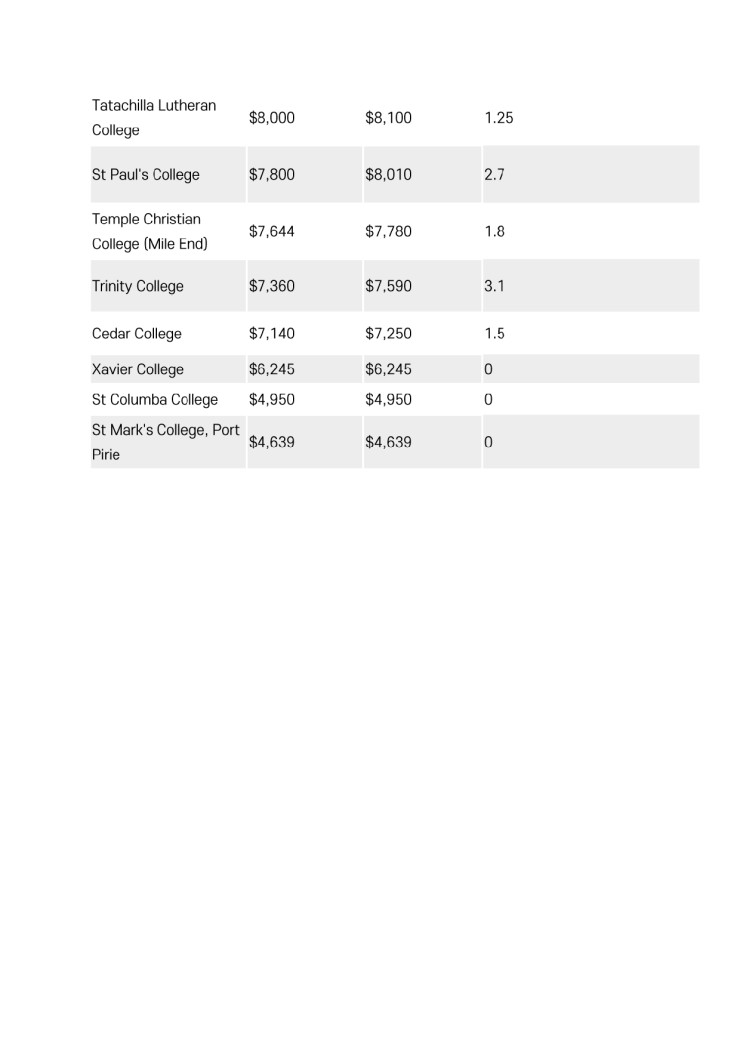 Tatachilla Lutheran
College
$8,000 $8,100 1.25
St Paul's College $7,800 $8,010 2.7
Temple Christian
College (Mile End)
$7,644 $7,780 1.8
Trinity College $7,360 $7,590 3.1
Cedar College $7,140 $7,250 1.5
Xavier College $6,245 $6,245 0
St Columba College $4,950 $4,950 0
St Mark's College, Port
Pirie
$4,639 $4,639 0